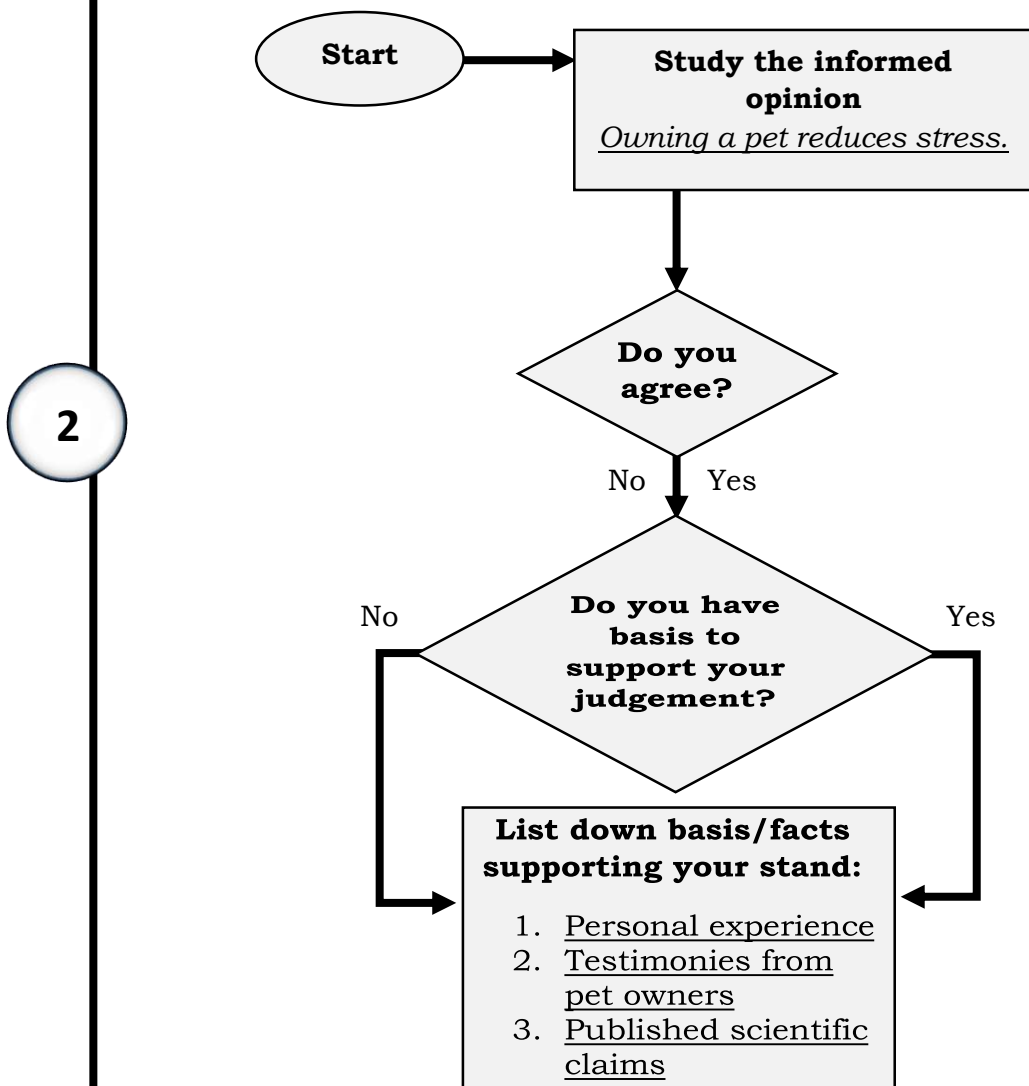 Start
Study the informed
opinion
Owning a pet reduces stress.
Do you
agree?
2
No Yes
No
Do you have
basis to
support your
judgement?
Yes
List down basis/facts
supporting your stand:
1. Personal experience
2. Testimonies from
pet owners
3. Published scientific
claims